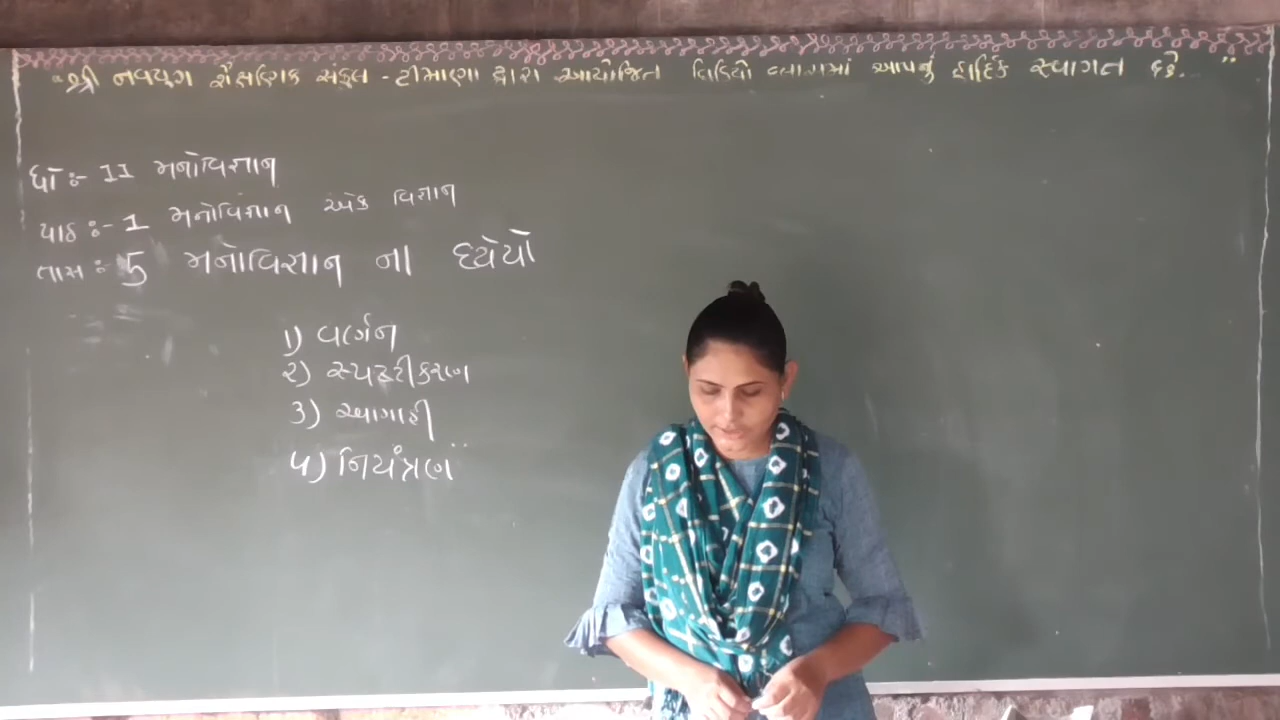 "શ્રી નવયુગ શૈક્ષણિક સંકુલ - ટીમાણા દ્વારા આયોજિત વિડિયો ક્લાસમાં આપનું હાર્દિક સ્વાગત છે. "
ધો :- 11 મનોવિજ્ઞાન
પાઠ :- 1 મનોવિજ્ઞાન એક વિજ્ઞાન
તાસ :- 5 મનોવિજ્ઞાન ના ધ્યેયો
1) વર્ણન
૨) સ્પષ્ટીકરણ
3) આગાહી
૫) નિયંત્રણ